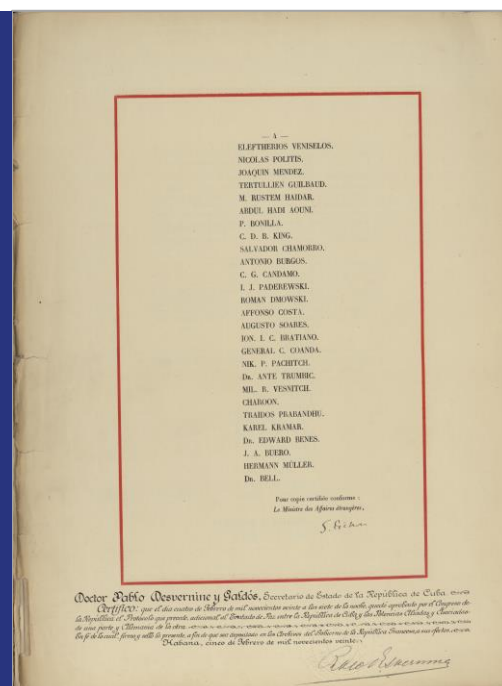 — 4 —
ELEFTHERIOS VENISELOS.
NICOLAS POLITIS.
JOAQUIN MENDEZ.
TERTULLIEN GUILBAUD.
M. RUSTEM HAIDAR.
ABDUL HADI AOUNI.
P. BONILLA.
C. D. B. KING.
SALVADOR CHAMORRO.
ANTONIO BURGOS.
C. G. CANDAMO.
I. J. PADEREWSKI.
ROMAN DMOWSKI.
AFFONSO COSTA.
AUGUSTO SOARES.
ION. I. C. BRATIANO.
GENERAL C. COANDA.
NIK. P. PACHITCH.
DR. ANTE TRUMBIC.
MIL. R. VESNITCH.
CHAROON.
TRAIDOS PRABANDHU.
KAREL KRAMAR.
DR. EDWARD BENES.
J. A. BUERO.
HERMANN MÜLLER.
DR. BELL.
Pour copie certifiée conforme :
Le Ministre des Affaires étrangères,
S. Pichon
Doctor Pablo Desvernine y Galdós, Secretario de Estado de la República de Cuba
Certifico: que el día cuatro de febrero de mil novecientos veinte a las siete de la noche, quedó aprobado por el Congreso de
la República el Protocolo que precede, adicional al Tratado de Paz entre la República de Cuba y las Potencias Aliadas y Asociadas
de una parte y Alemania de la otra.
En fe de lo cual, firmo y sello la presente, a fin de que sea depositada en los Archivos del Gobierno de la República Francesa, a sus efectos.
Habana, cinco de Febrero de mil novecientos veinte.
Pablo Desvernine